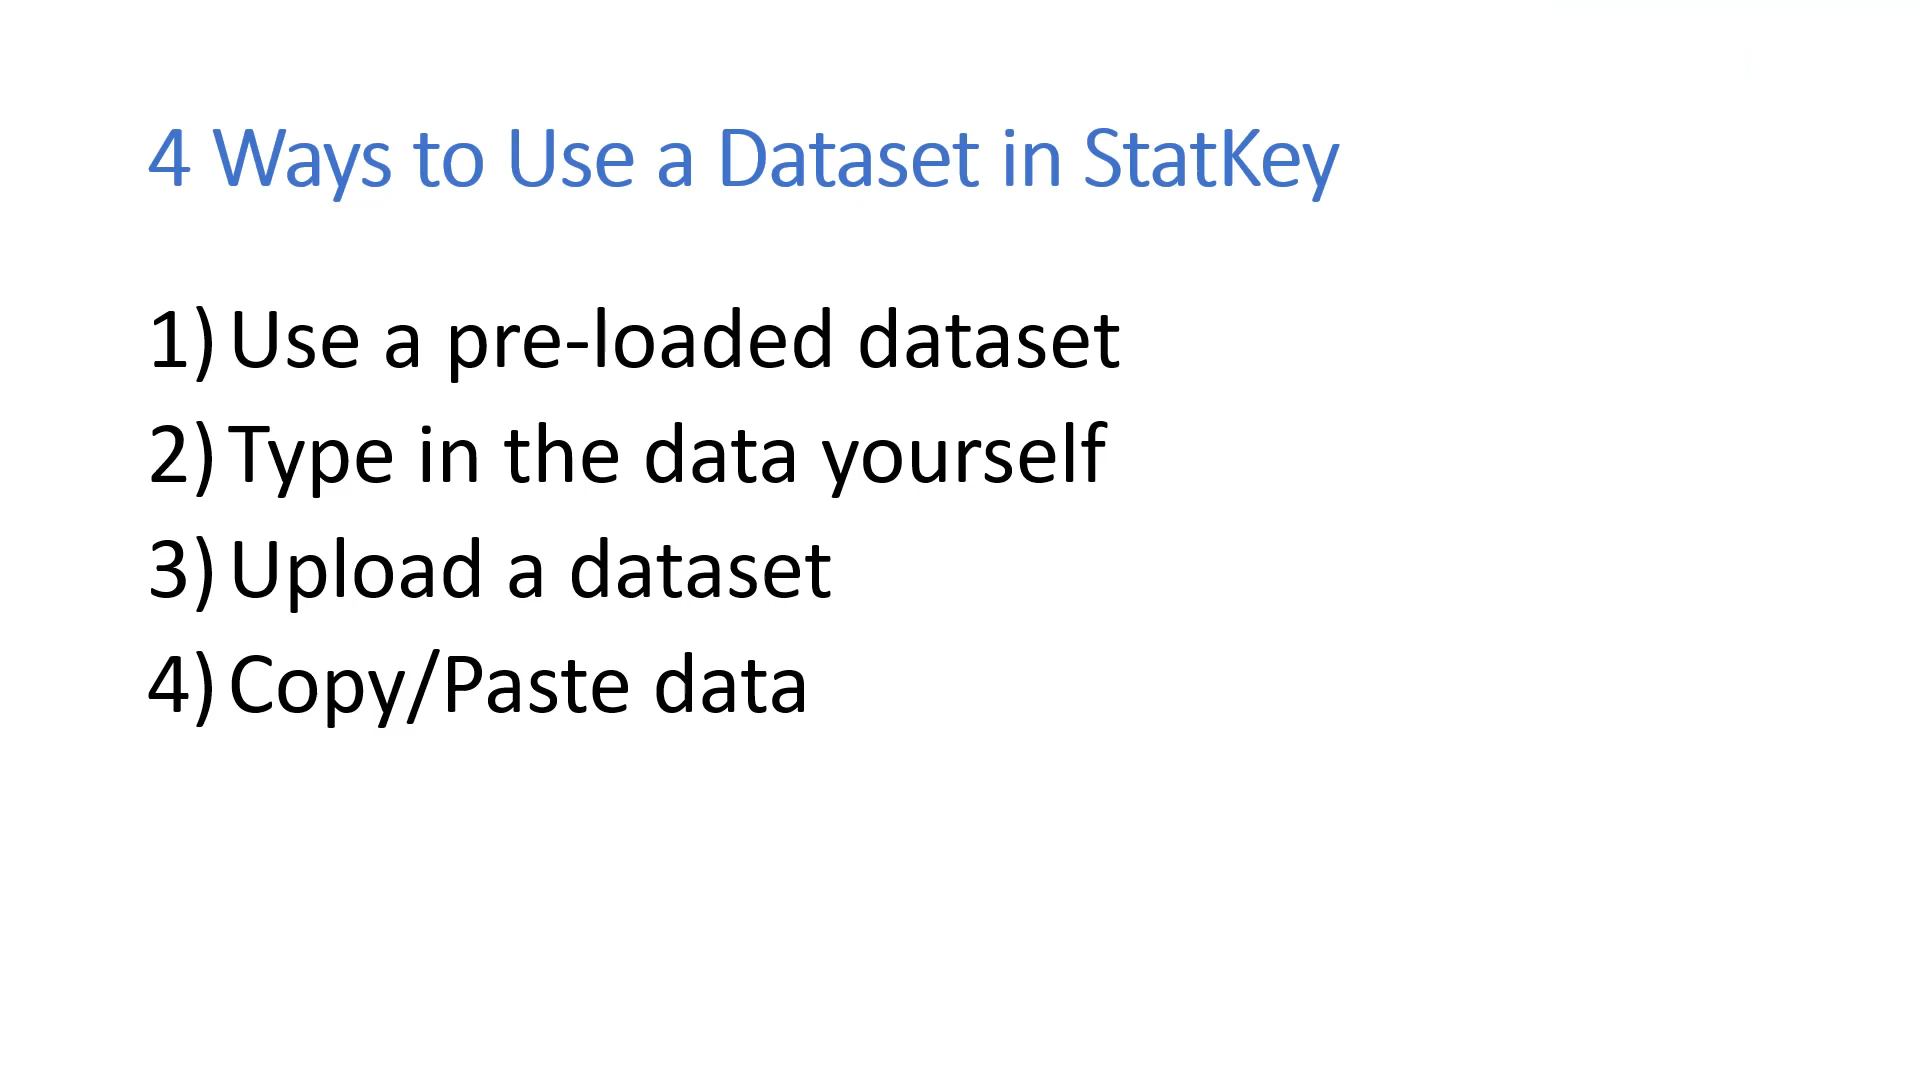 4 Ways to Use a Dataset in StatKey
1) Use a pre-loaded dataset
2) Type in the data yourself
3) Upload a dataset
4) Copy/Paste data